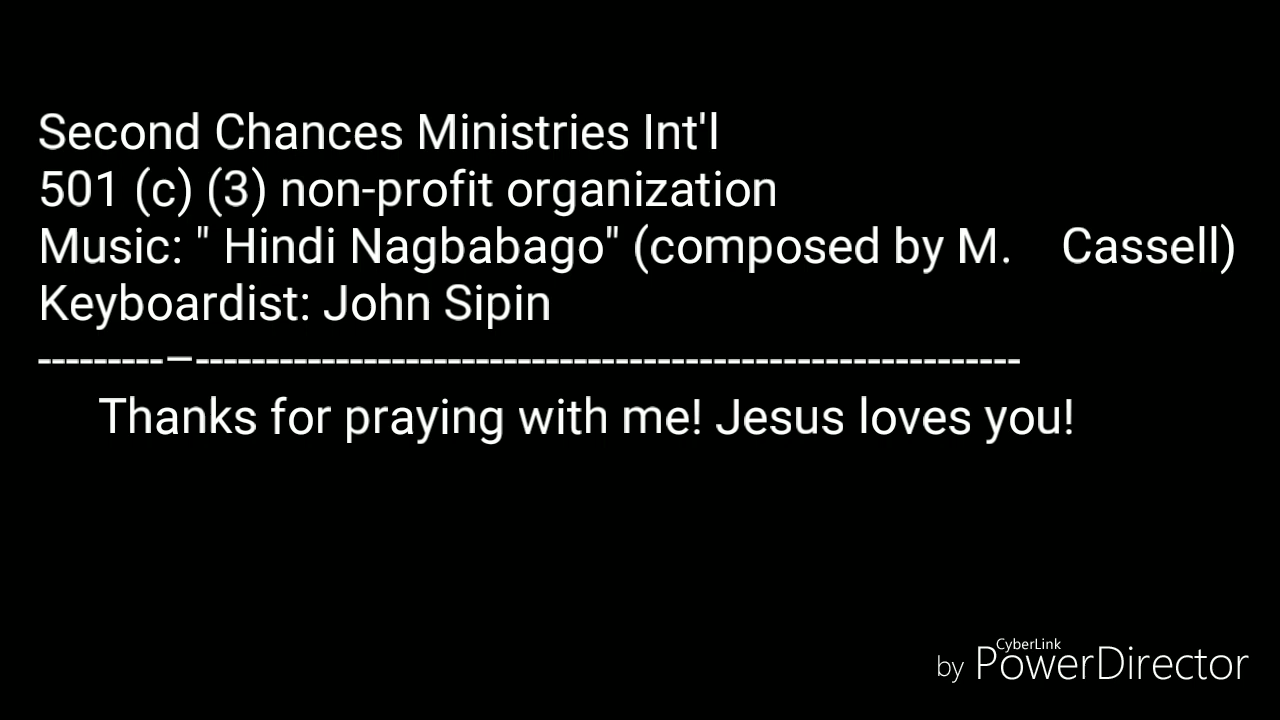 Second Chances Ministries Int'l
501 (c) (3) non-profit organization
Music: " Hindi Nagbabago" (composed by M.    Cassell)
Keyboardist: John Sipin
---------–-----------------------------------------------------------
Thanks for praying with me! Jesus loves you!
by CyberLink PowerDirector